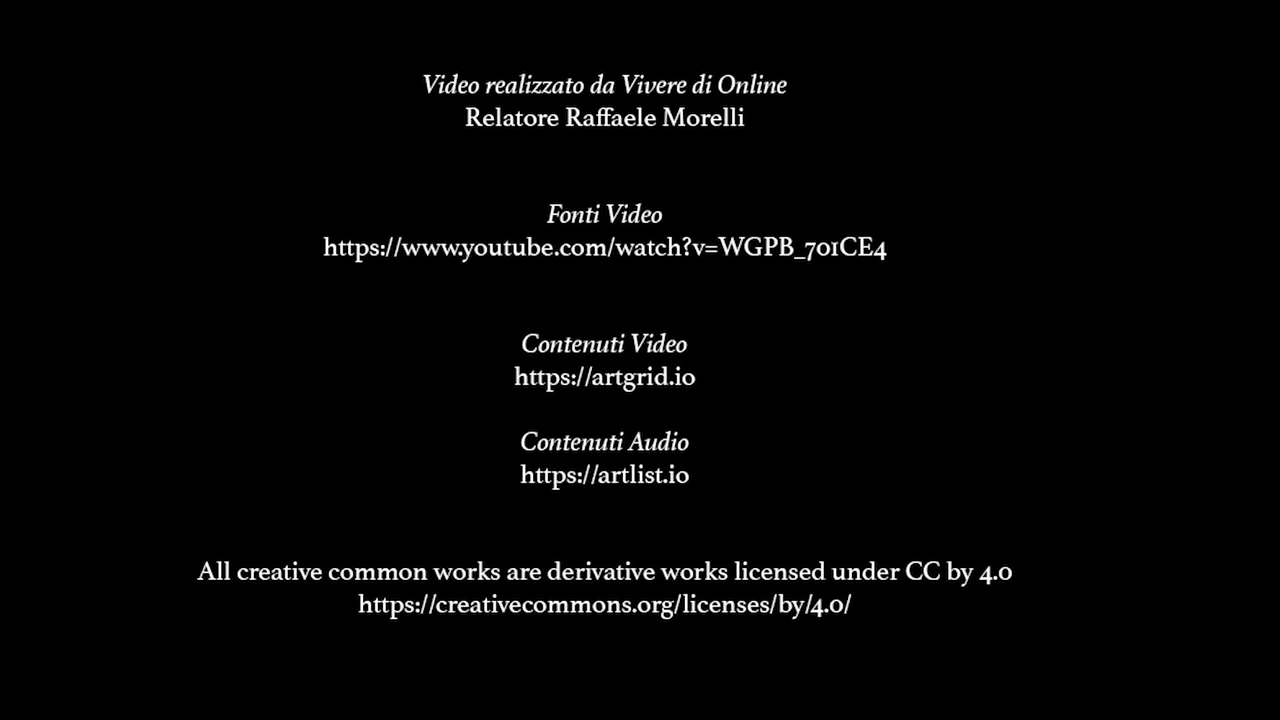 Video realizzato da Vivere di Online
Relatore Raffaele Morelli
Fonti Video
https://www.youtube.com/watch?v=WGPB_701CE4
Contenuti Video
https://artgrid.io
Contenuti Audio
https://artlist.io
All creative common works are derivative works licensed under CC by 4.0
https://creativecommons.org/licenses/by/4.0/